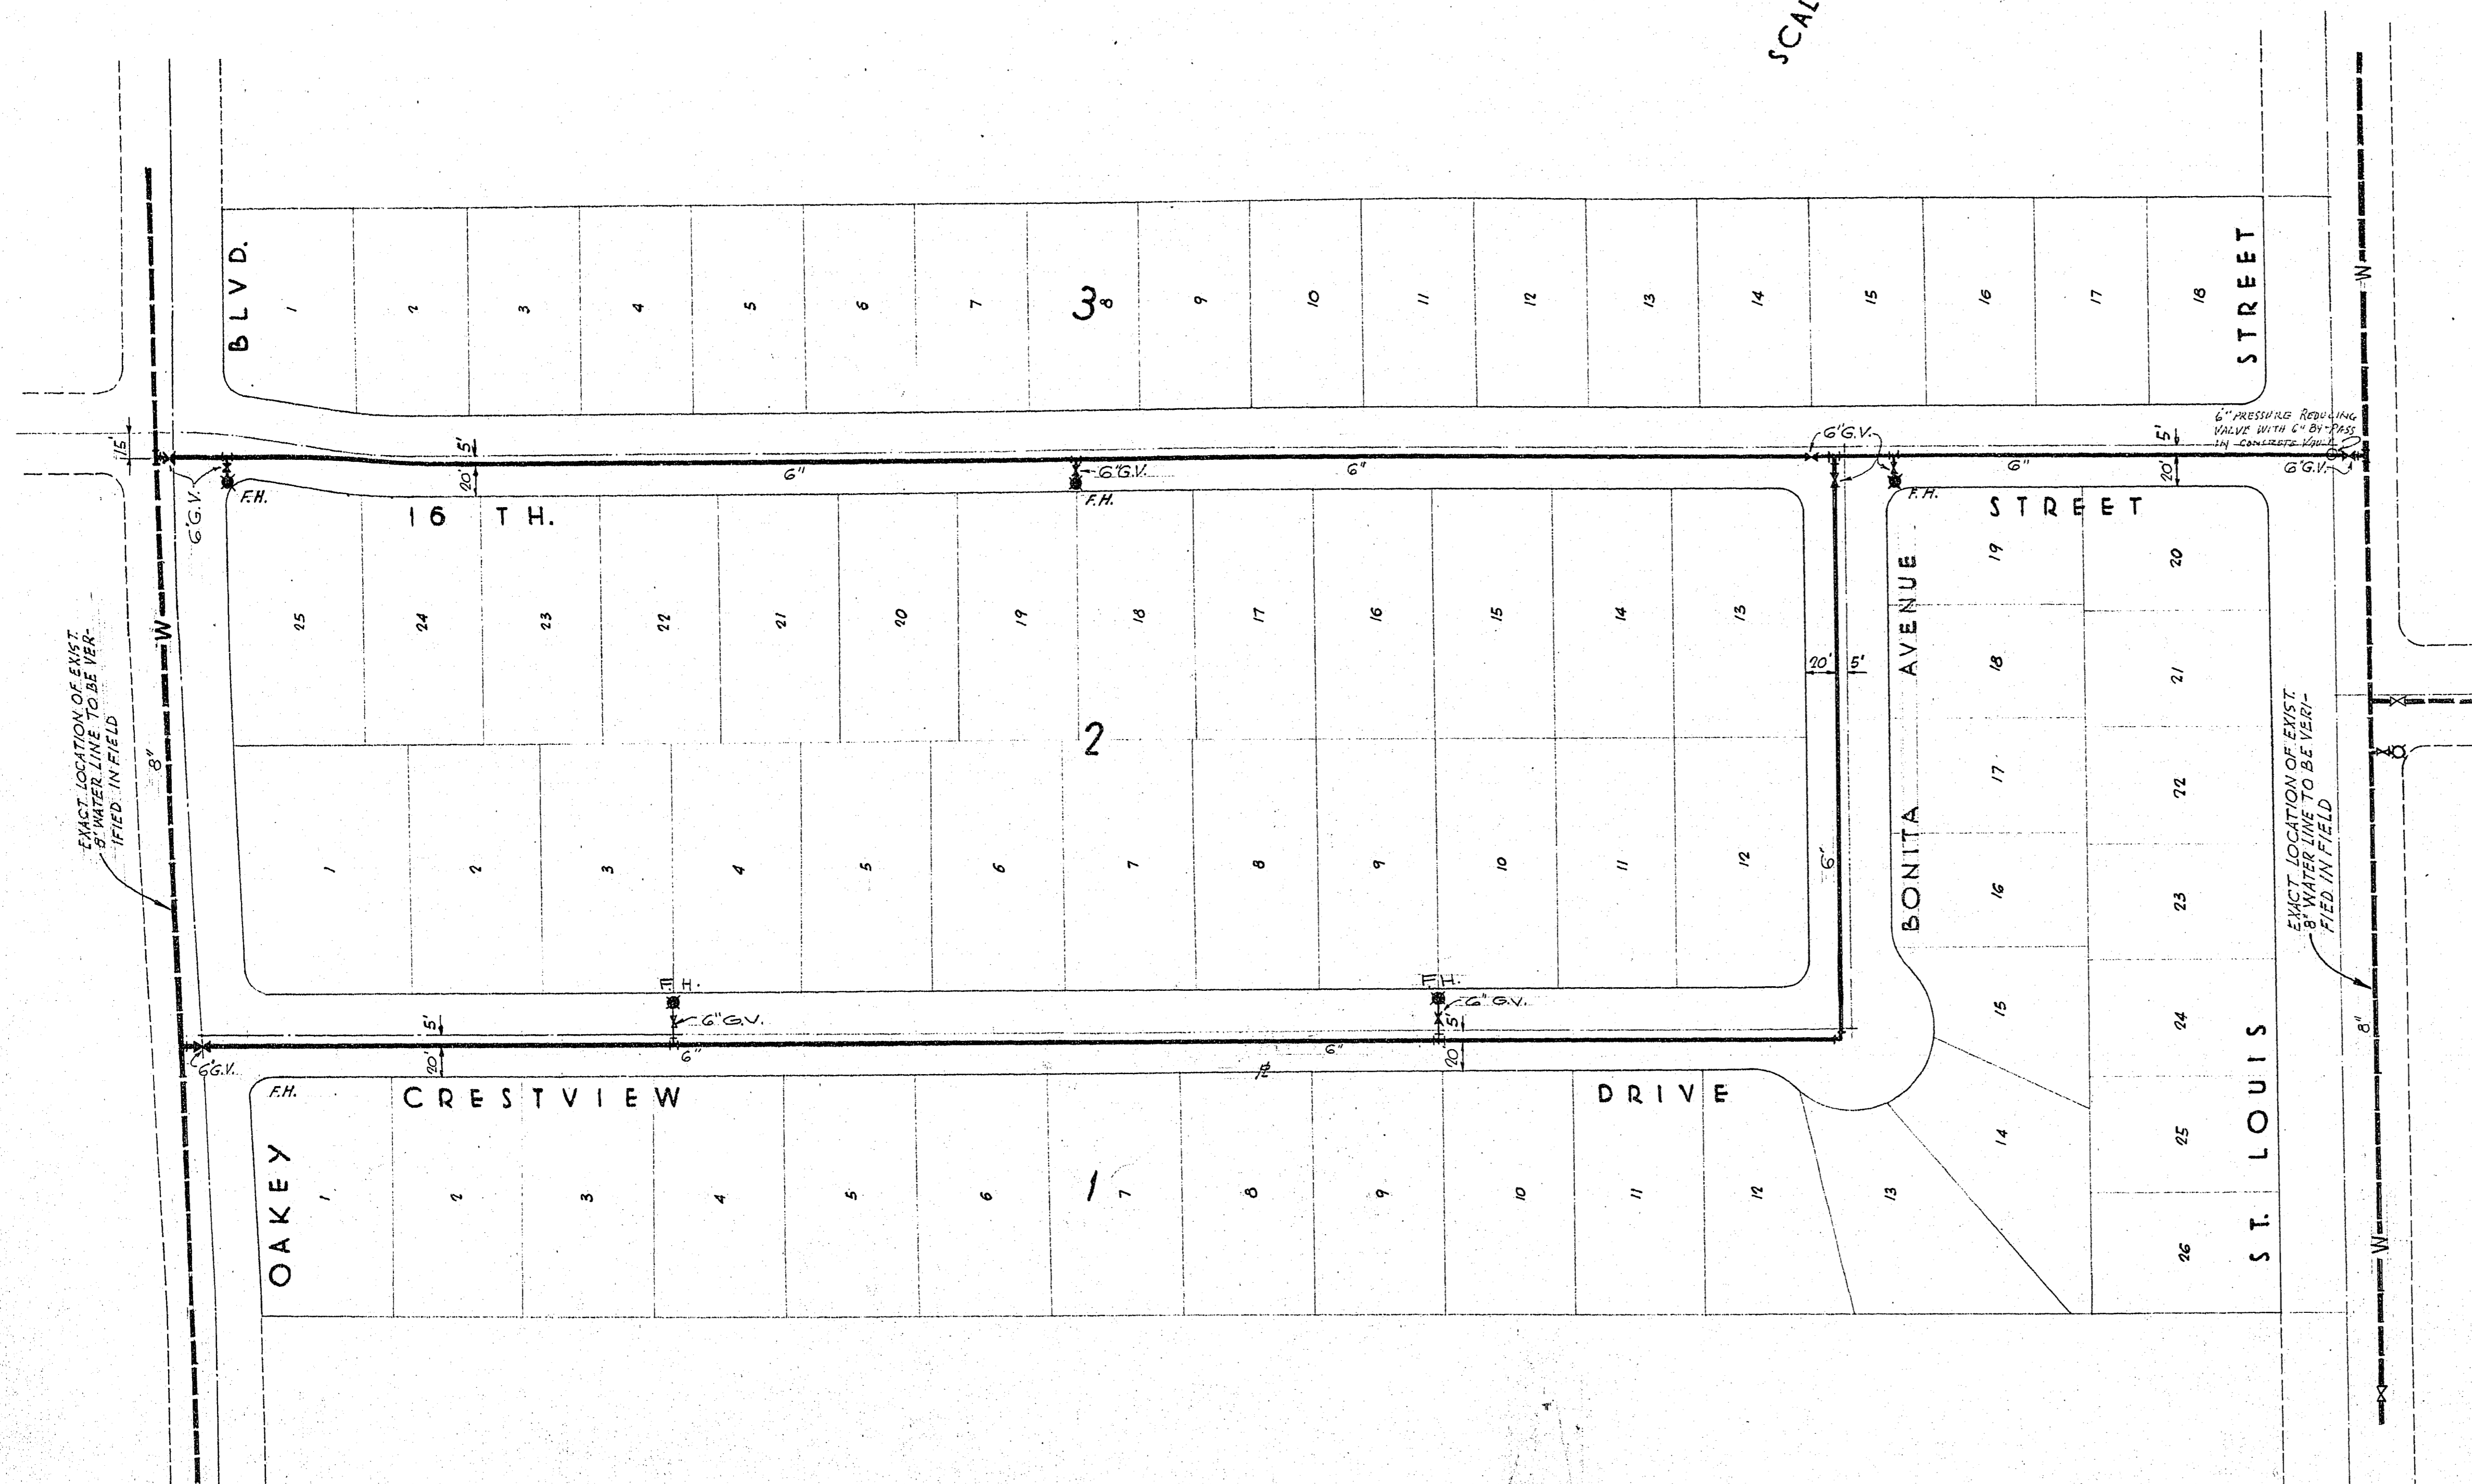 SCAL
BLVD.
1
2
3
4
5
6
7
3
8
9
10
11
12
13
14
15
16
17
18
STREET
W
15'
5'
20'
6"
6"
6"G.V.
5'
20'
6"
6" PRESSURE REDUCING
VALVE WITH 6" BY-PASS
IN CONCRETE VAULT
6"G.V.
6"G.V.
F.H.
6"G.V.
F.H.
F.H.
16 TH.
STREET
W
25
24
23
22
21
20
19
18
17
16
15
14
13
20'
5'
BONITA AVENUE
19
18
17
16
15
14
20
21
22
23
24
25
26
EXACT LOCATION OF EXIST.
8" WATER LINE TO BE VER-
IFIED IN FIELD
8"
2
1
2
3
4
5
6
7
8
9
10
11
12
6"
EXACT LOCATION OF EXIST.
8" WATER LINE TO BE VERI-
FIED IN FIELD
8"
F.H.
6"G.V.
F.H.
6"G.V.
5'
20'
6"
6"
5'
20'
6"G.V.
F.H.
CRESTVIEW
DRIVE
OAKEY
1
2
3
4
5
6
1
7
8
9
10
11
12
13
ST. LOUIS
W